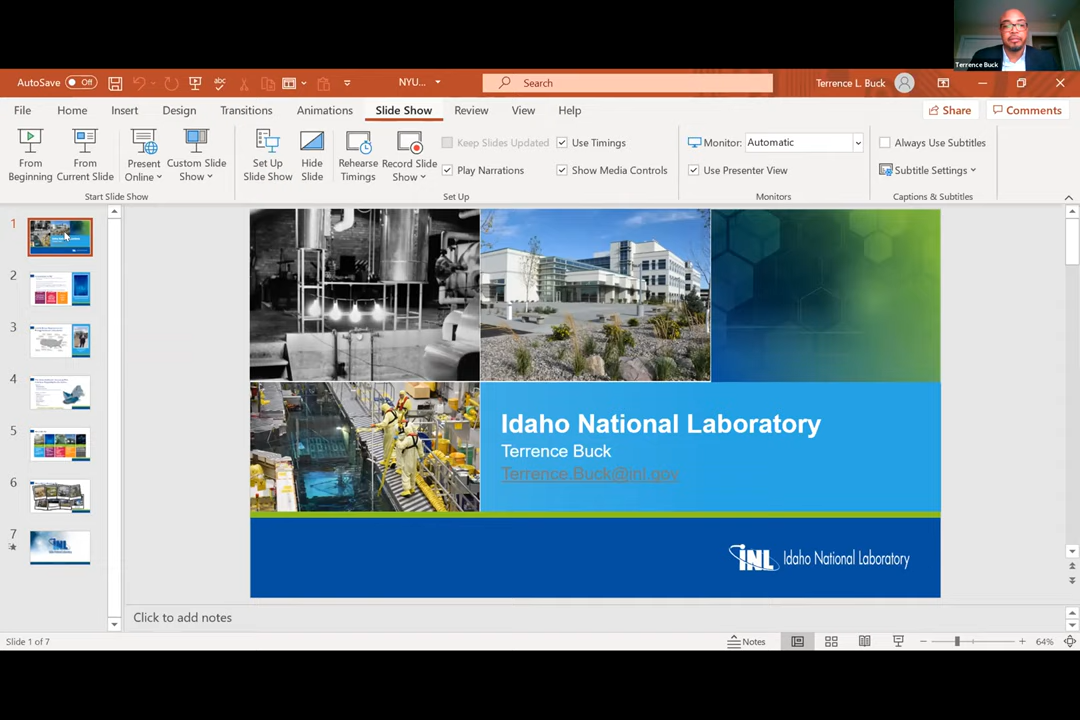 Terrence Buck
AutoSave Off NYU... Search Terrence L. Buck
File Home Insert Design Transitions Animations Slide Show Review View Help Share Comments
From Beginning
From Current Slide
Present Online
Custom Slide Show
Start Slide Show
Set Up Slide Show
Hide Slide
Rehearse Timings
Record Slide Show
Keep Slides Updated
Play Narrations
Use Timings
Show Media Controls
Set Up
Monitor: Automatic
Use Presenter View
Monitors
Always Use Subtitles
Subtitle Settings
Captions & Subtitles
1
2
3
4
5
6
7
INL
Idaho National Laboratory
Terrence Buck
Terrence.Buck@inl.gov
INL Idaho National Laboratory
Click to add notes
Slide 1 of 7 Notes 64%